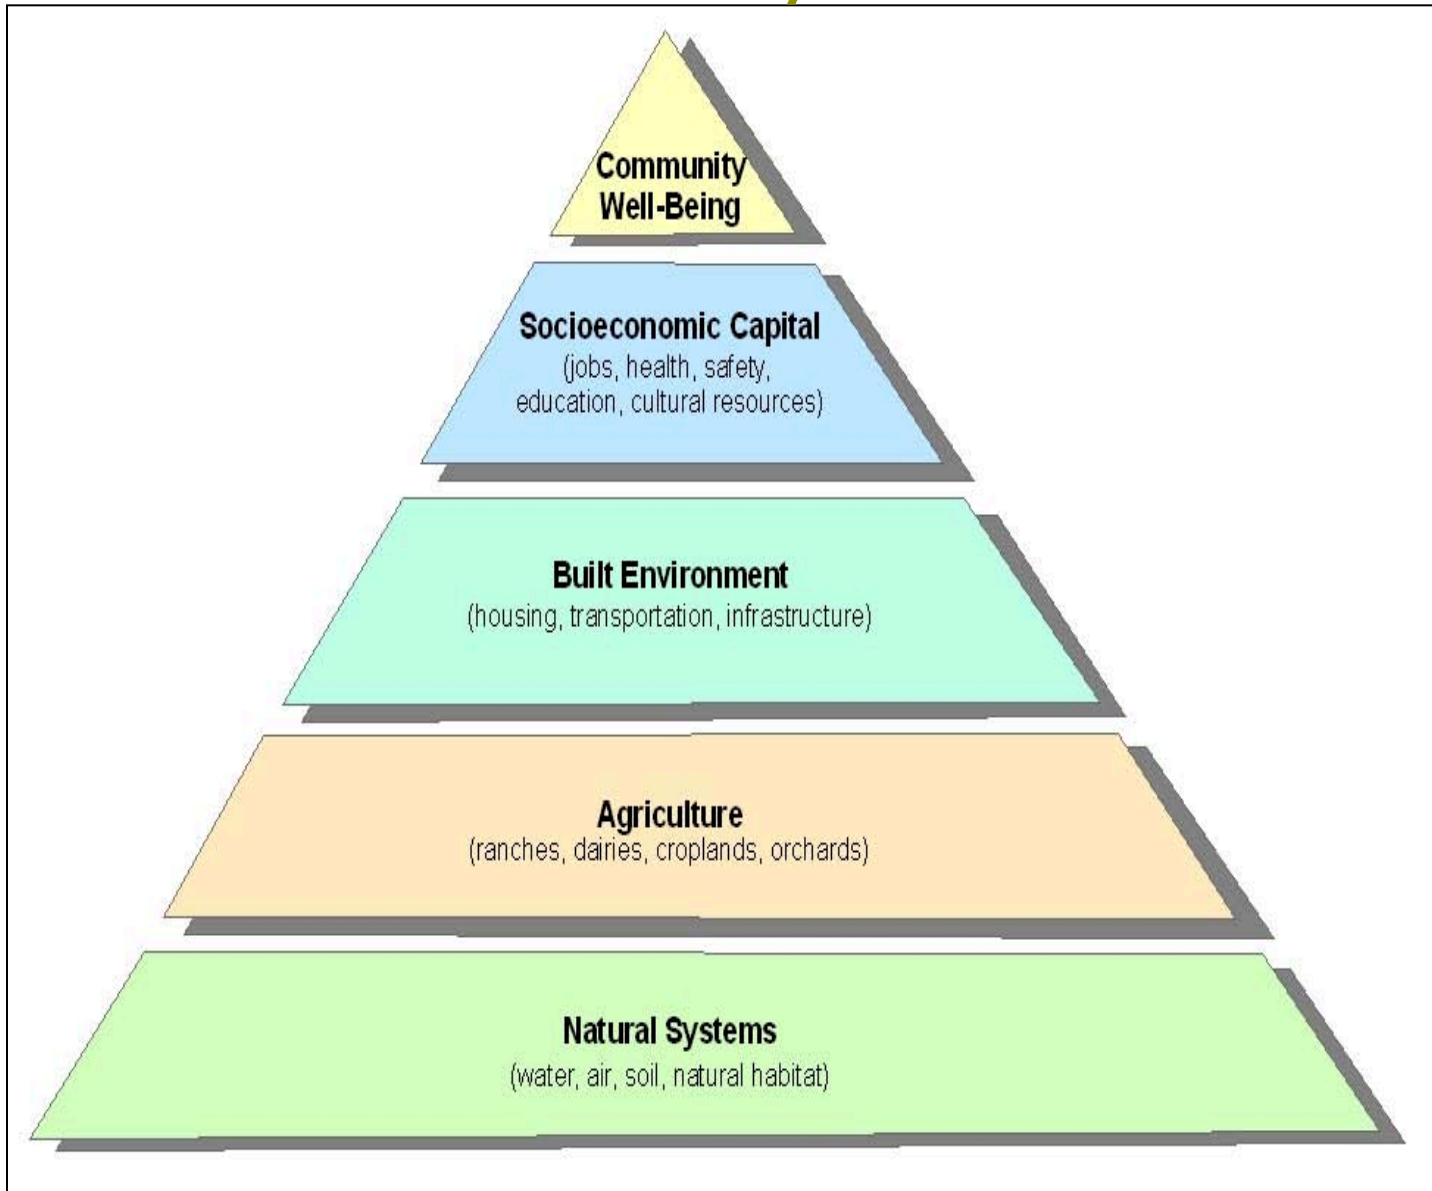 Community
Well-Being
Socioeconomic Capital
(jobs, health, safety,
education, cultural resources)
Built Environment
(housing, transportation, infrastructure)
Agriculture
(ranches, dairies, croplands, orchards)
Natural Systems
(water, air, soil, natural habitat)